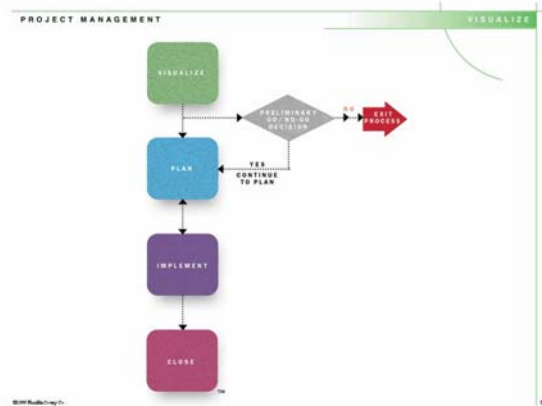 PROJECT MANAGEMENT
VISUALIZE
VISUALIZE
PRELIMINARY
GO/NO-GO
DECISION
NO
EXIT
PROCESS
PLAN
YES
CONTINUE
TO PLAN
IMPLEMENT
CLOSE
TM